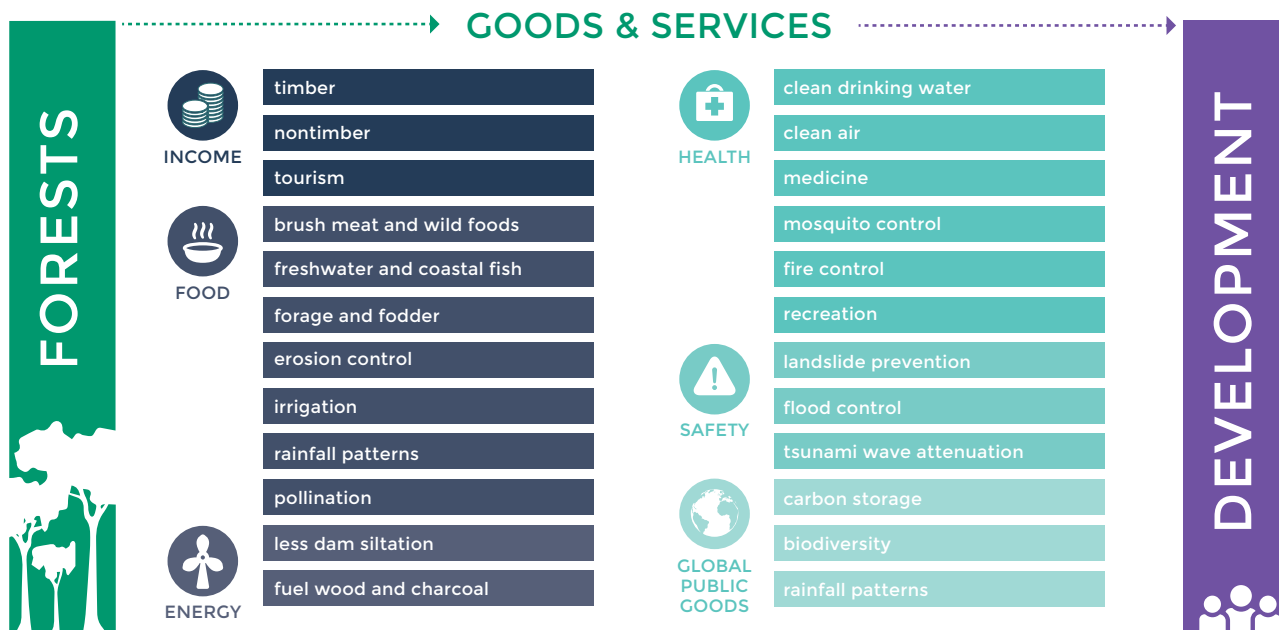 GOODS & SERVICES
FORESTS
INCOME
timber
nontimber
tourism
FOOD
brush meat and wild foods
freshwater and coastal fish
forage and fodder
erosion control
irrigation
rainfall patterns
pollination
ENERGY
less dam siltation
fuel wood and charcoal
HEALTH
clean drinking water
clean air
medicine
mosquito control
fire control
recreation
SAFETY
landslide prevention
flood control
tsunami wave attenuation
GLOBAL
PUBLIC
GOODS
carbon storage
biodiversity
rainfall patterns
DEVELOPMENT